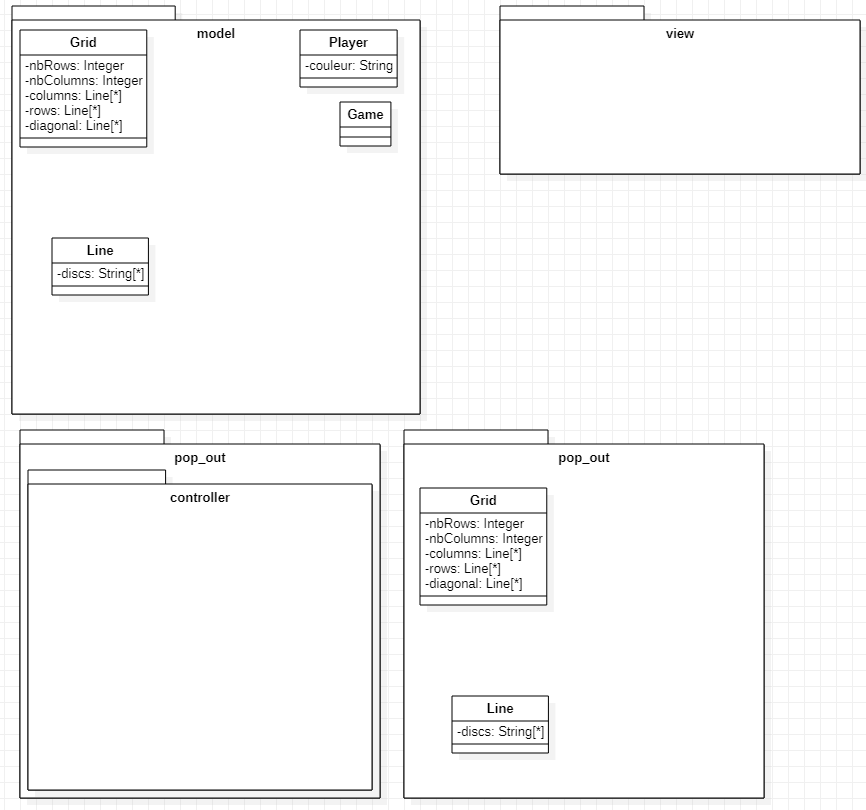 model
Grid
-nbRows: Integer
-nbColumns: Integer
-columns: Line[*]
-rows: Line[*]
-diagonal: Line[*]
Player
-couleur: String
Game
Line
-discs: String[*]
view
pop_out
controller
pop_out
Grid
-nbRows: Integer
-nbColumns: Integer
-columns: Line[*]
-rows: Line[*]
-diagonal: Line[*]
Line
-discs: String[*]